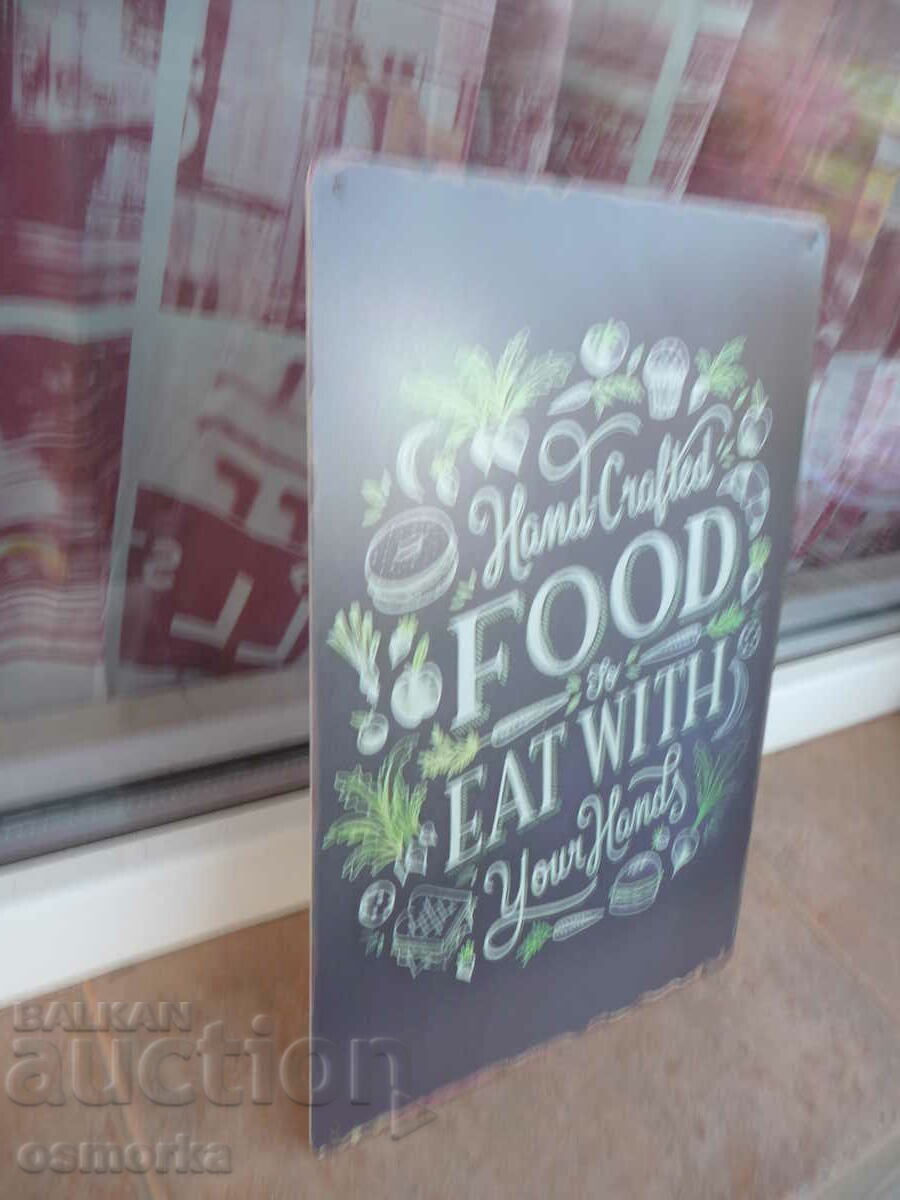 Hand-Crafted
FOOD
To
EAT WITH
Your Hands
BALKAN
auction
osmorka